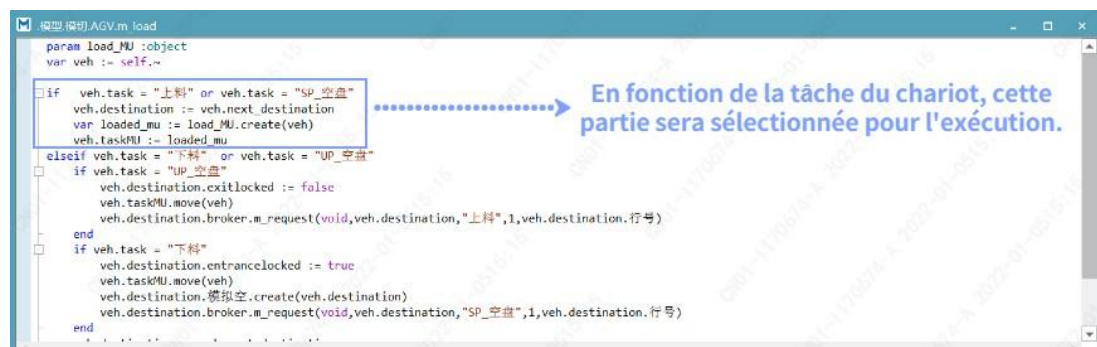 .模型.模切.AGV.m_load
param load_MU :object
var veh := self.~
if veh.task = "上料" or veh.task = "SP_空盘"
veh.destination := veh.next_destination
var loaded_mu := load_MU.create(veh)
veh.taskMU := loaded_mu
En fonction de la tâche du chariot, cette
partie sera sélectionnée pour l'exécution.
elseif veh.task = "下料" or veh.task = "UP_空盘"
if veh.task = "UP_空盘"
veh.destination.exitlocked := false
veh.taskMU.move(veh)
veh.destination.broker.m_request(void,veh.destination,"上料",1,veh.destination.行号)
end
if veh.task = "下料"
veh.destination.entrancelocked := true
veh.taskMU.move(veh)
veh.destination.模拟空.create(veh.destination)
veh.destination.broker.m_request(void,veh.destination,"SP_空盘",1,veh.destination.行号)
end